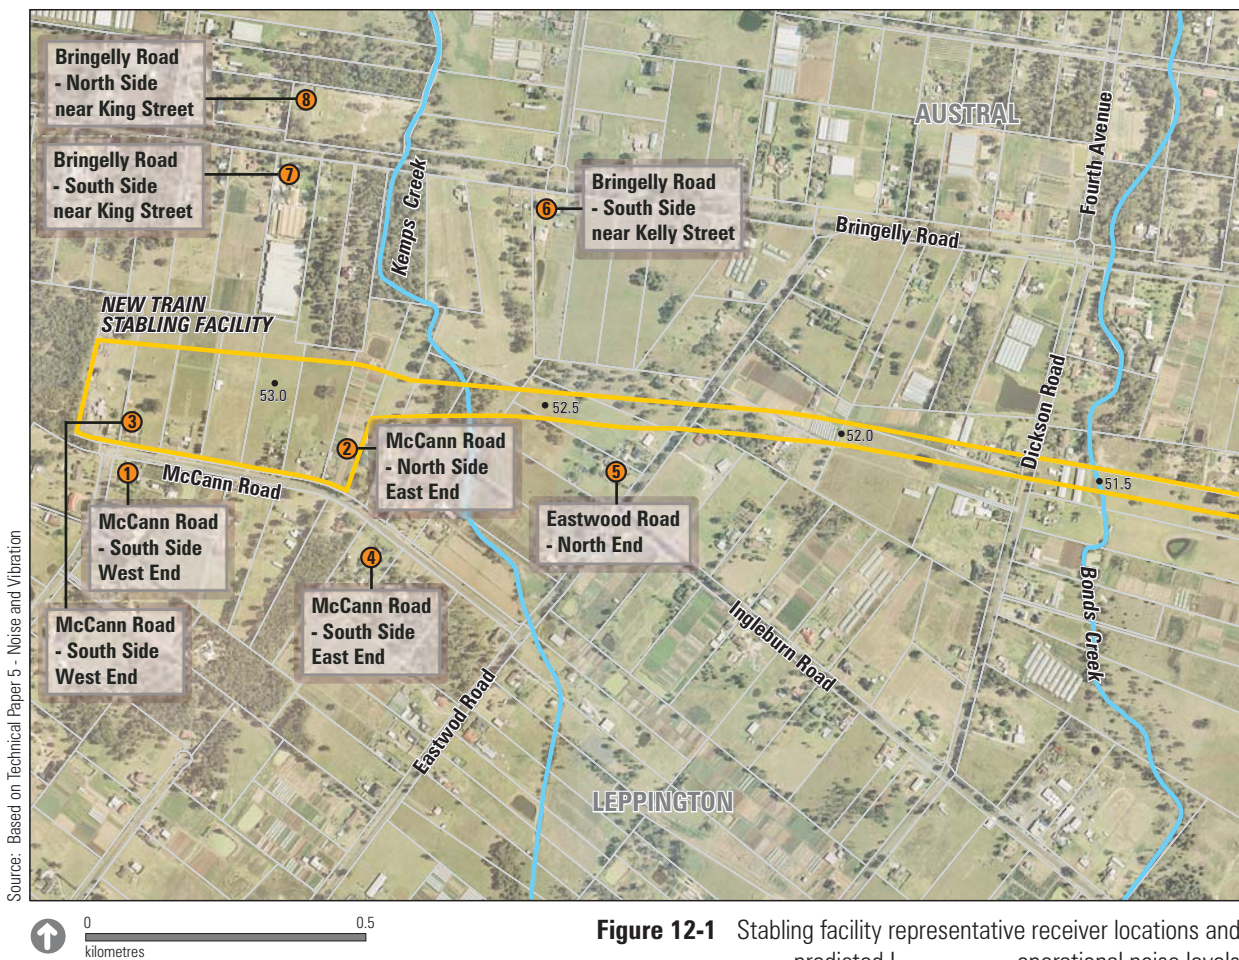 Bringelly Road
- North Side
near King Street
8
Bringelly Road
- South Side
near King Street
7
Bringelly Road
- South Side
near Kelly Street
6
AUSTRAL
Fourth Avenue
Kemps Creek
Bringelly Road
NEW TRAIN
STABLING FACILITY
53.0
52.5
52.0
51.5
Dickson Road
3
2
McCann Road
- North Side
East End
1
McCann Road
5
Eastwood Road
- North End
McCann Road
- South Side
West End
4
McCann Road
- South Side
East End
McCann Road
- South Side
West End
Ingleburn Road
Bonds Creek
Eastwod Road
LEPPINGTON
Source: Based on Technical Paper 5 - Noise and Vibration
0 0.5
kilometres
Figure 12-1 Stabling facility representative receiver locations and
predicted L operational noise levels